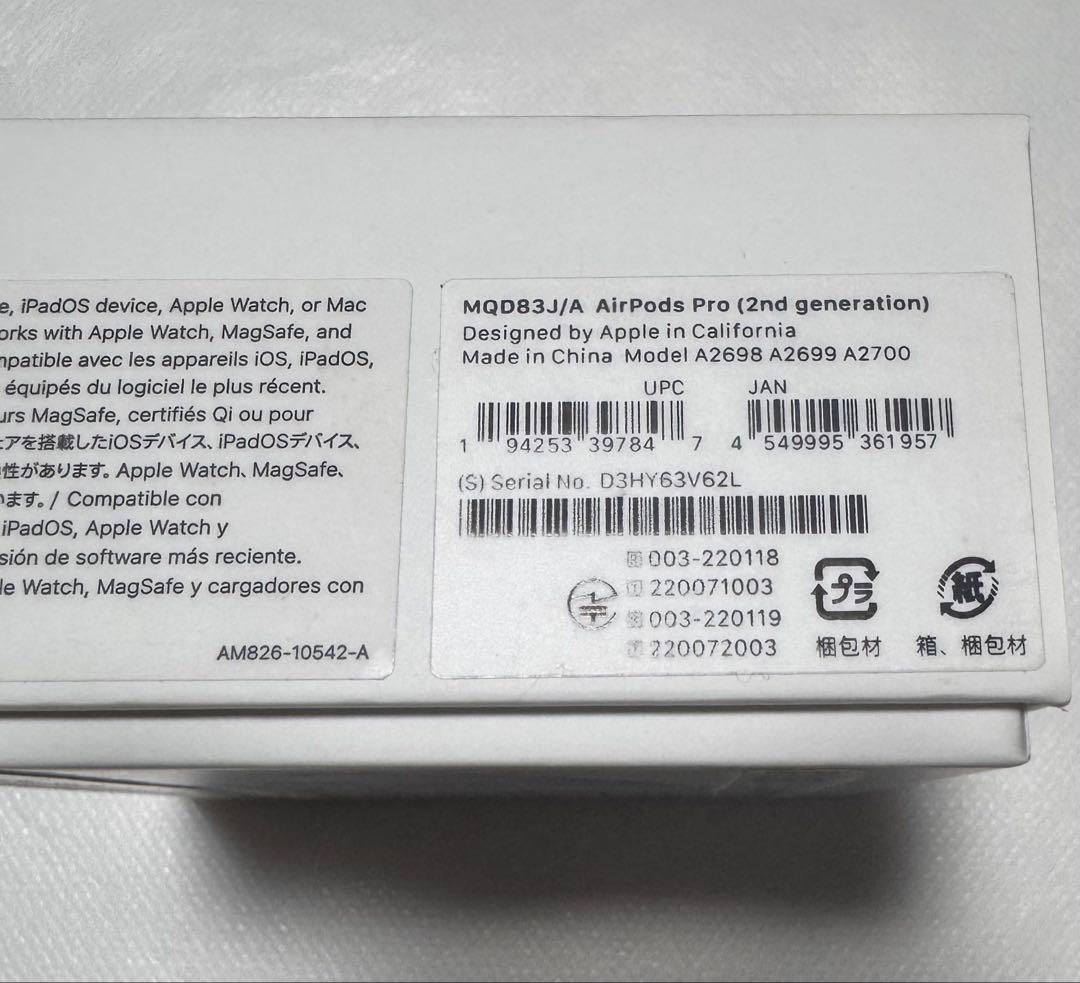 e, iPadOS device, Apple Watch, or Mac
orks with Apple Watch, MagSafe, and
mpatible avec les appareils iOS, iPadOS,
équipés du logiciel le plus récent.
urs MagSafe, certifiés Qi ou pour
ェアを搭載したiOSデバイス、iPadOSデバイス、
性があります。Apple Watch、MagSafe、
います。/ Compatible con
iPadOS, Apple Watch y
sión de software más reciente.
le Watch, MagSafe y cargadores con
AM826-10542-A
MQD83J/A AirPods Pro (2nd generation)
Designed by Apple in California
Made in China Model A2698 A2699 A2700
UPC JAN
1 94253 39784 7 4 549995 361957
(S) Serial No. D3HY63V62L
R 003-220118
T 220071003
R 003-220119
T 220072003
プラ 紙
梱包材 箱、梱包材